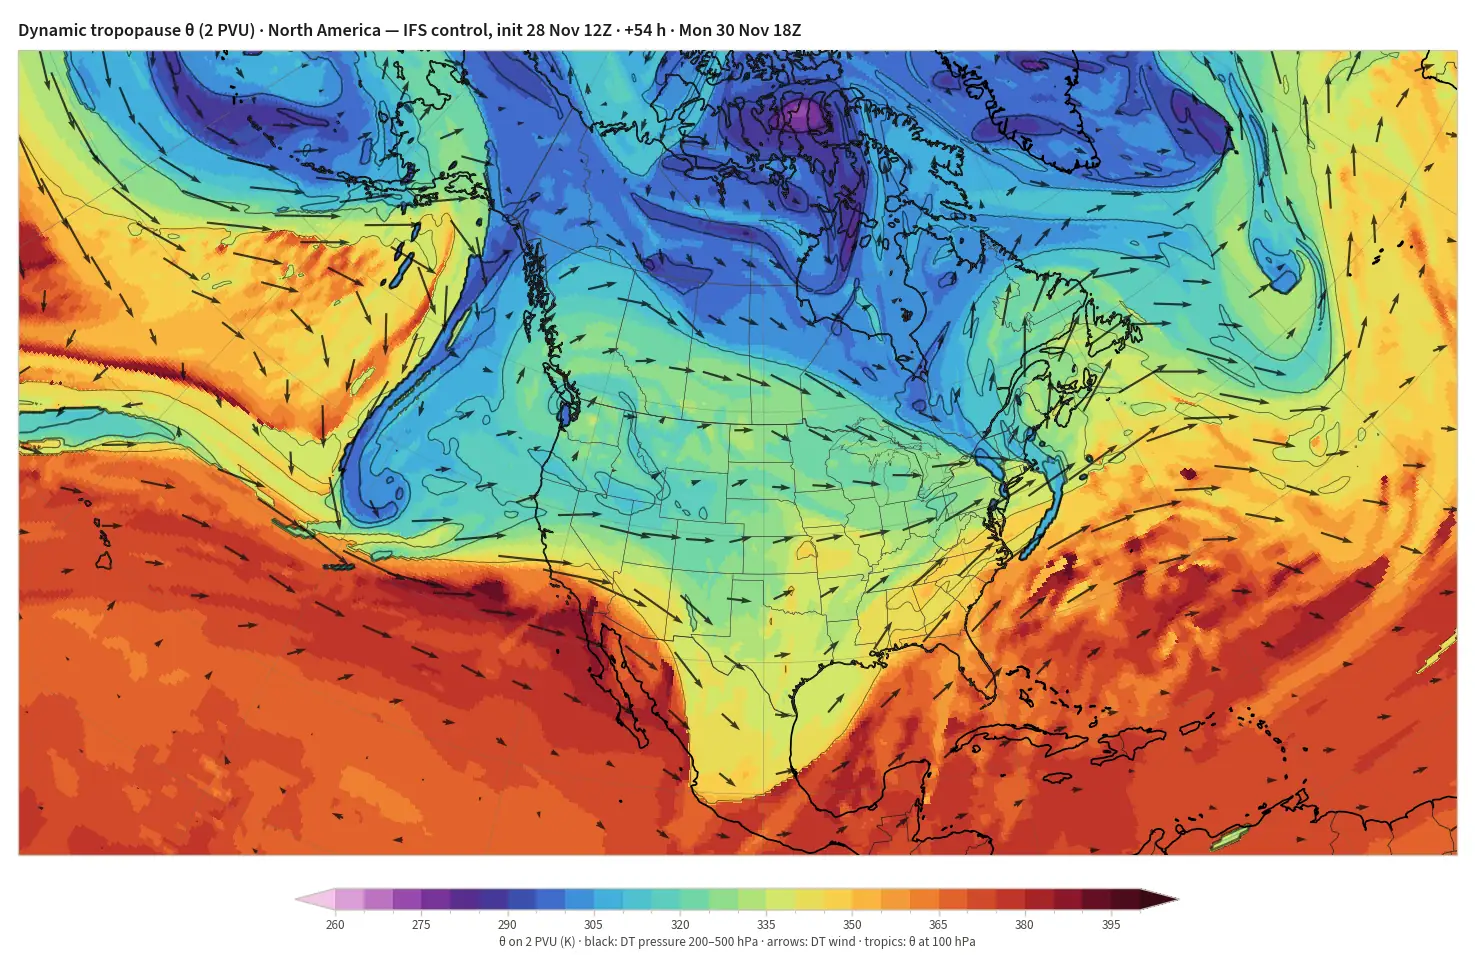 Dynamic tropopause θ (2 PVU) · North America — IFS control, init 28 Nov 12Z · +54 h · Mon 30 Nov 18Z
260 275 290 305 320 335 350 365 380 395
θ on 2 PVU (K) · black: DT pressure 200–500 hPa · arrows: DT wind · tropics: θ at 100 hPa